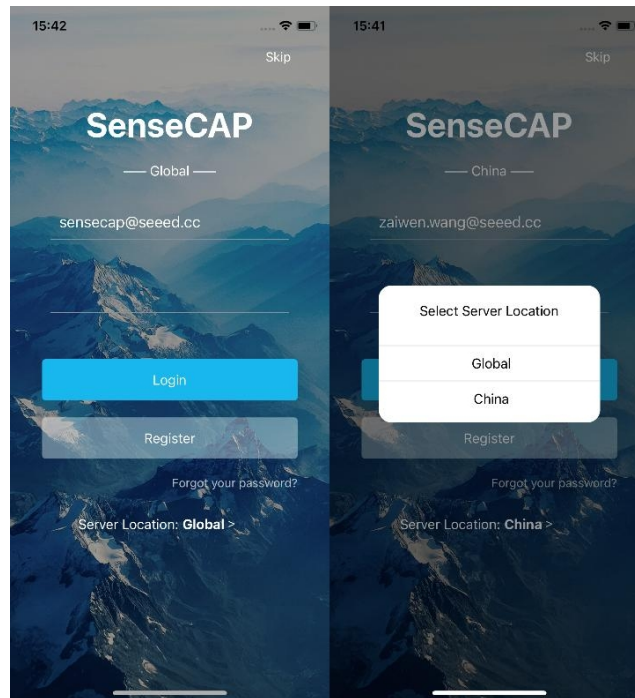 15:42
Skip
SenseCAP
Global
sensecap@seeed.cc
Login
Register
Forgot your password?
Server Location: Global >
15:41
Skip
SenseCAP
China
zaiwen.wang@seeed.cc
Select Server Location
Global
China
Register
Forgot your password?
Server Location: China >